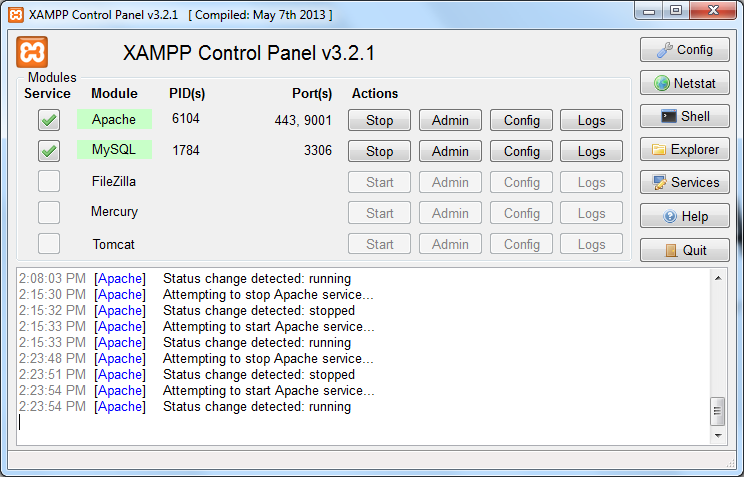 XAMPP Control Panel v3.2.1 [ Compiled: May 7th 2013 ]
XAMPP Control Panel v3.2.1
Config
Modules
Service Module PID(s) Port(s) Actions
Netstat
Apache 6104 443, 9001 Stop Admin Config Logs
Shell
MySQL 1784 3306 Stop Admin Config Logs
Explorer
FileZilla Start Admin Config Logs
Services
Mercury Start Admin Config Logs
Help
Tomcat Start Admin Config Logs
Quit
2:08:03 PM [Apache] Status change detected: running
2:15:30 PM [Apache] Attempting to stop Apache service...
2:15:32 PM [Apache] Status change detected: stopped
2:15:33 PM [Apache] Attempting to start Apache service...
2:15:33 PM [Apache] Status change detected: running
2:23:48 PM [Apache] Attempting to stop Apache service...
2:23:51 PM [Apache] Status change detected: stopped
2:23:54 PM [Apache] Attempting to start Apache service...
2:23:54 PM [Apache] Status change detected: running